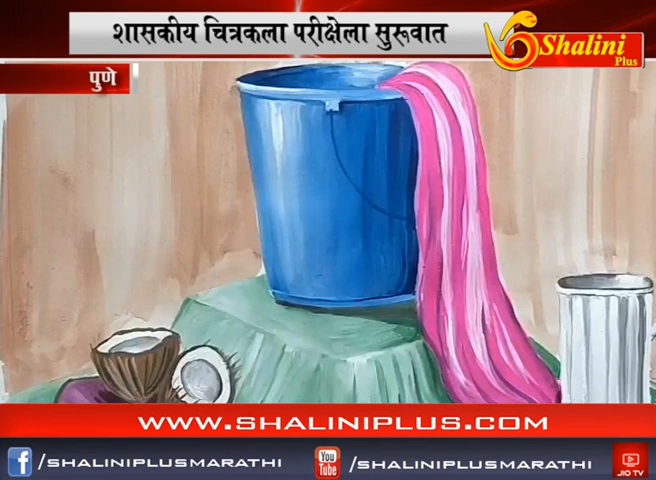 शासकीय चित्रकला परीक्षेला सुरूवात
Shalini
Plus
पुणे
WWW.SHALINIPLUS.COM
f /SHALINIPLUSMARATHI
You Tube /SHALINIPLUSMARATHI
JIO TV